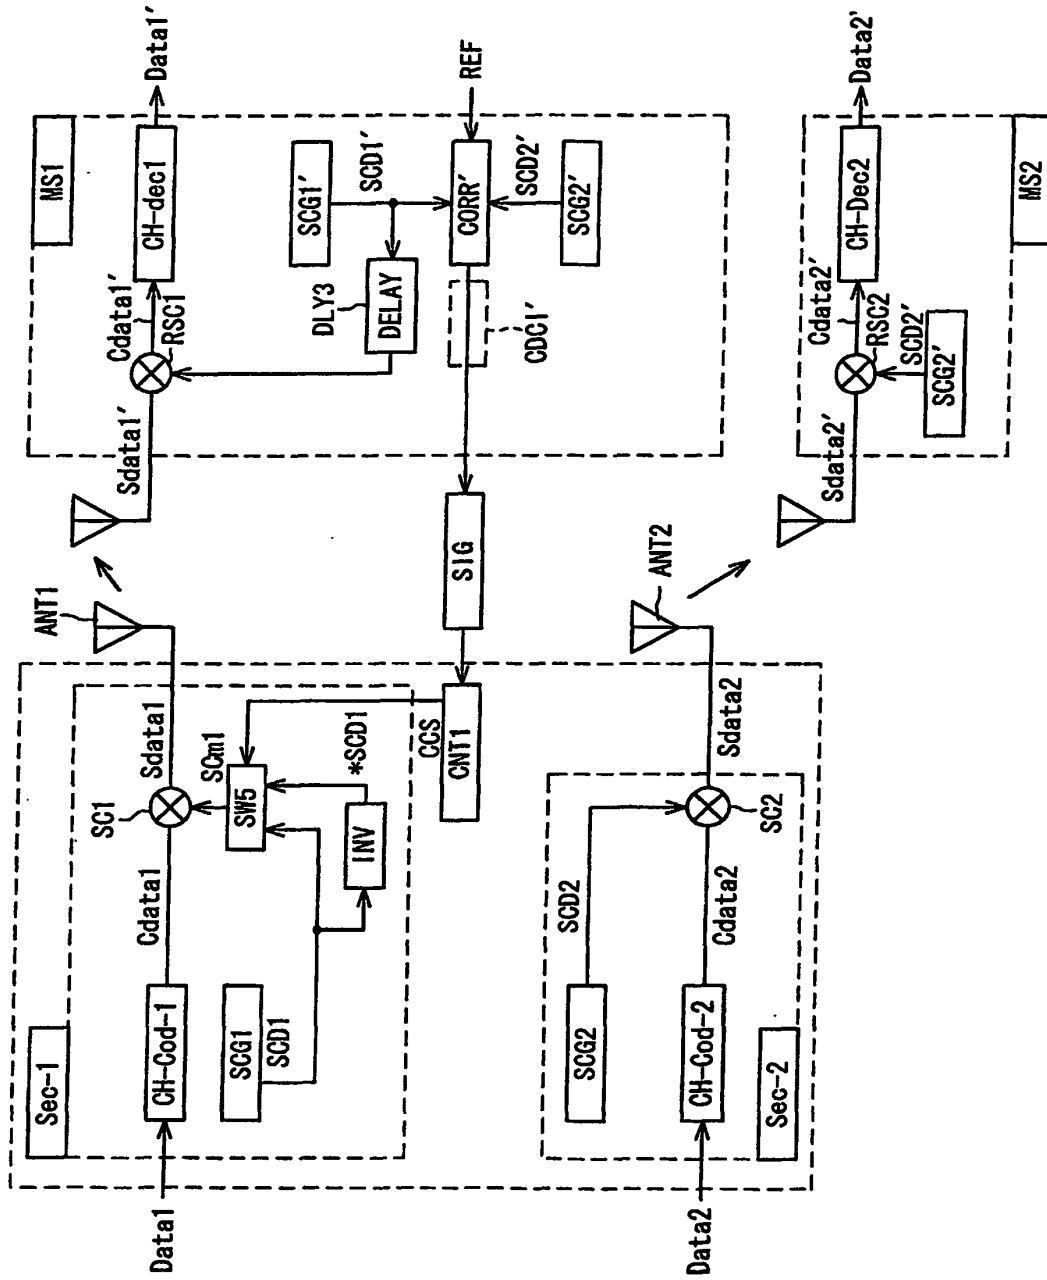 Data1
Sec-1
CH-Cod-1
Cdata1
SC1
Sdata1
ANT1
SCG1
SCD1
SW5
SCm1
INV
*SCD1
CCS
CNT1
SIG
Sdata1'
Cdata1'
RSC1
CH-dec1
Data1'
MS1
DLY3
DELAY
SCG1'
SCD1'
CORR'
REF
CDC1'
SCD2'
SCG2'
Data2
Sec-2
CH-Cod-2
Cdata2
SCG2
SCD2
SC2
Sdata2
ANT2
Sdata2'
Cdata2'
RSC2
SCD2'
SCG2'
CH-Dec2
Data2'
MS2